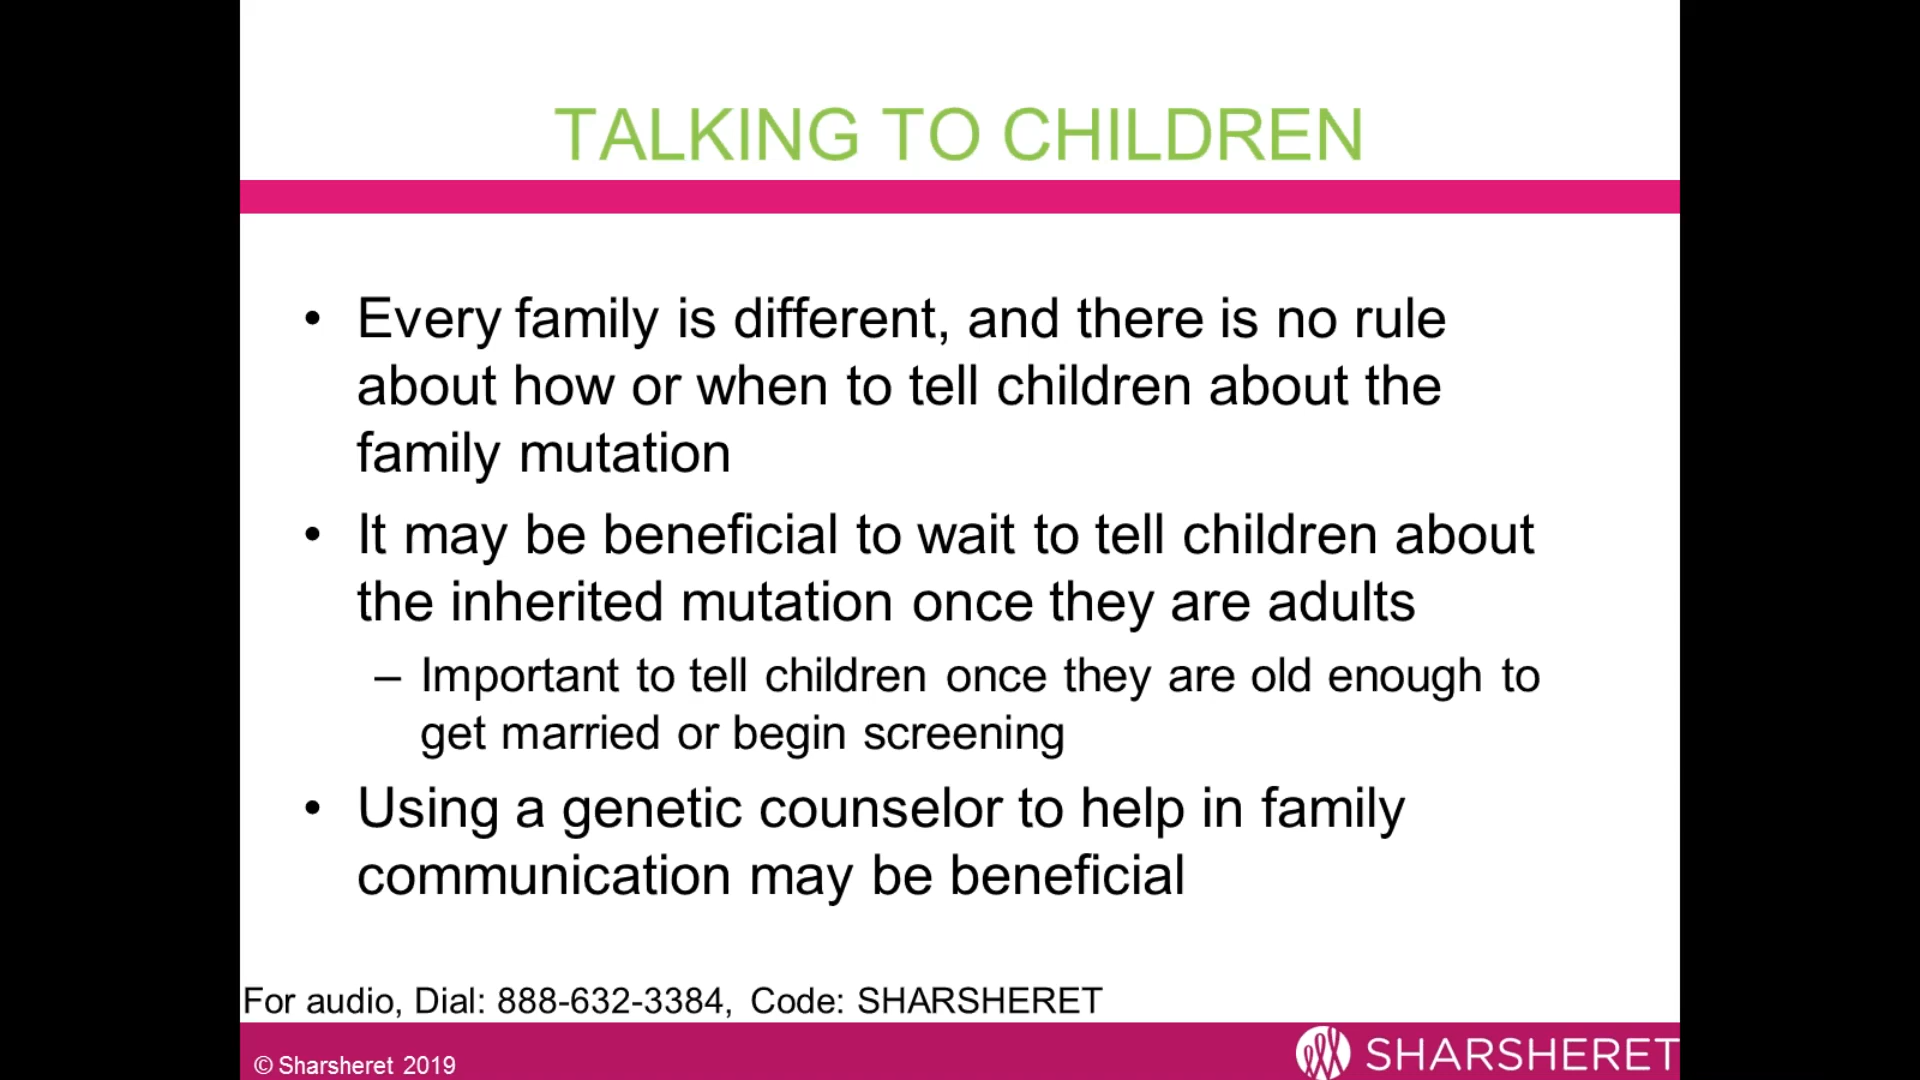 TALKING TO CHILDREN
• Every family is different, and there is no rule
about how or when to tell children about the
family mutation
• It may be beneficial to wait to tell children about
the inherited mutation once they are adults
– Important to tell children once they are old enough to
get married or begin screening
• Using a genetic counselor to help in family
communication may be beneficial
For audio, Dial: 888-632-3384, Code: SHARSHERET
© Sharsheret 2019
SHARSHERET